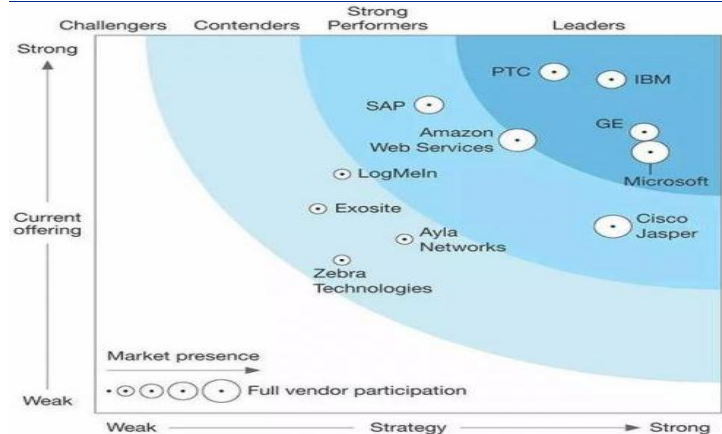 Strong
Challengers Contenders Performers Leaders
Strong
PTC
IBM
SAP
GE
Amazon
Web Services
Microsoft
LogMeIn
Exosite
Cisco
Jasper
Current
offering
Ayla
Networks
Zebra
Technologies
Market presence
Full vendor participation
Weak
Weak Strategy Strong